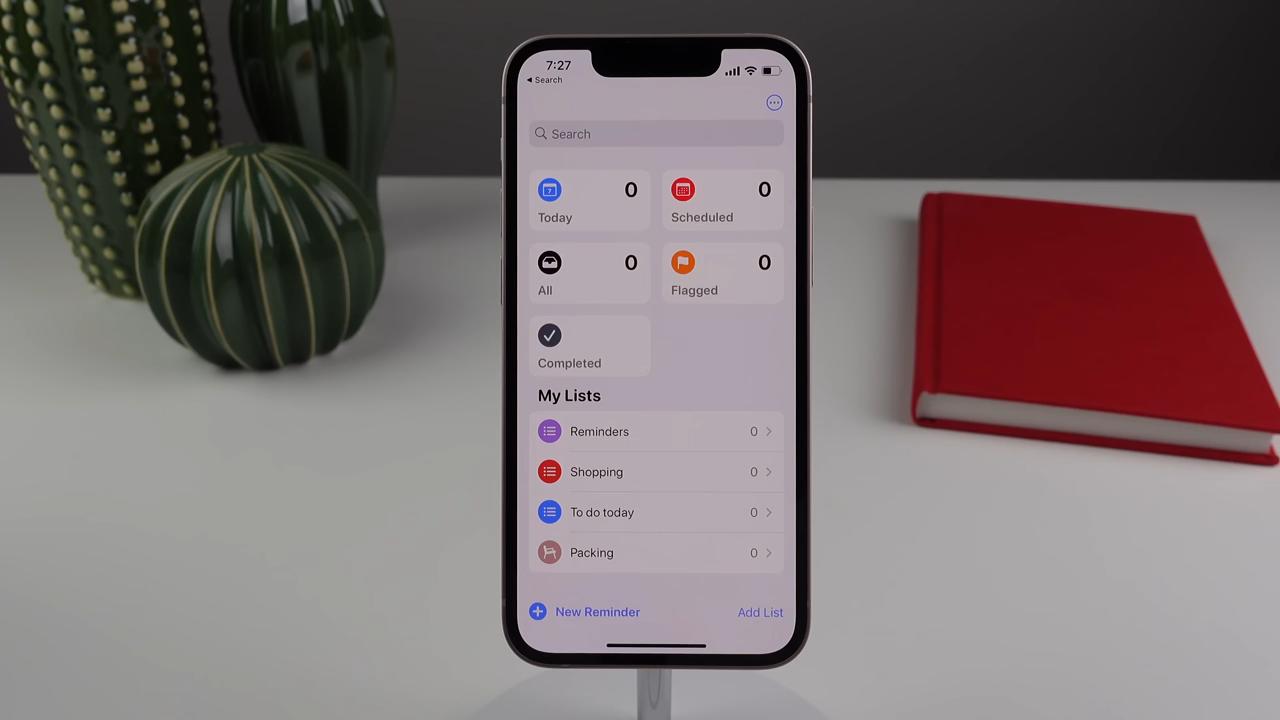 7:27
◀ Search
Search
7
0
Today
0
Scheduled
0
All
0
Flagged
Completed
My Lists
Reminders 0
Shopping 0
To do today 0
Packing 0
New Reminder
Add List